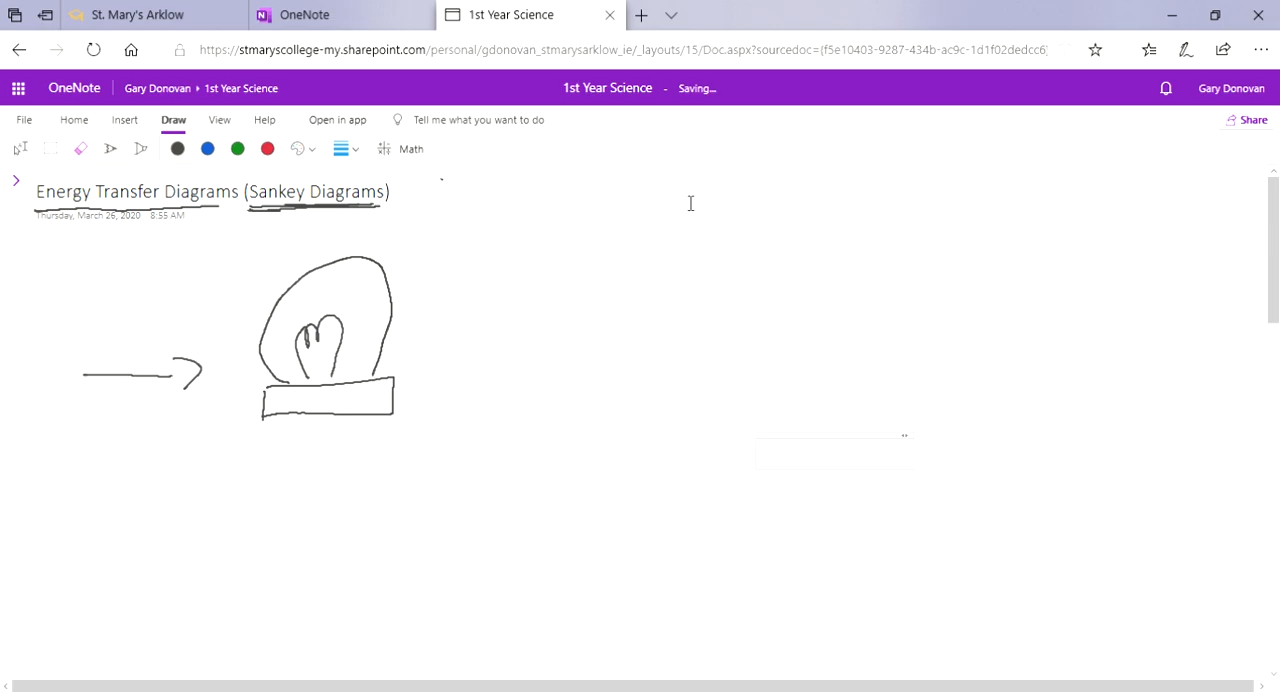 St. Mary's Arklow
OneNote
1st Year Science
https://stmaryscollege-my.sharepoint.com/personal/gdonovan_stmarysarklow_ie/_layouts/15/Doc.aspx?sourcedoc={f5e10403-9287-434b-ac9c-1d1f02dedcc6}
OneNote
Gary Donovan › 1st Year Science
1st Year Science - Saving...
Gary Donovan
File Home Insert Draw View Help Open in app Tell me what you want to do
Share
Math
Energy Transfer Diagrams (Sankey Diagrams)
Thursday, March 26, 2020 8:55 AM